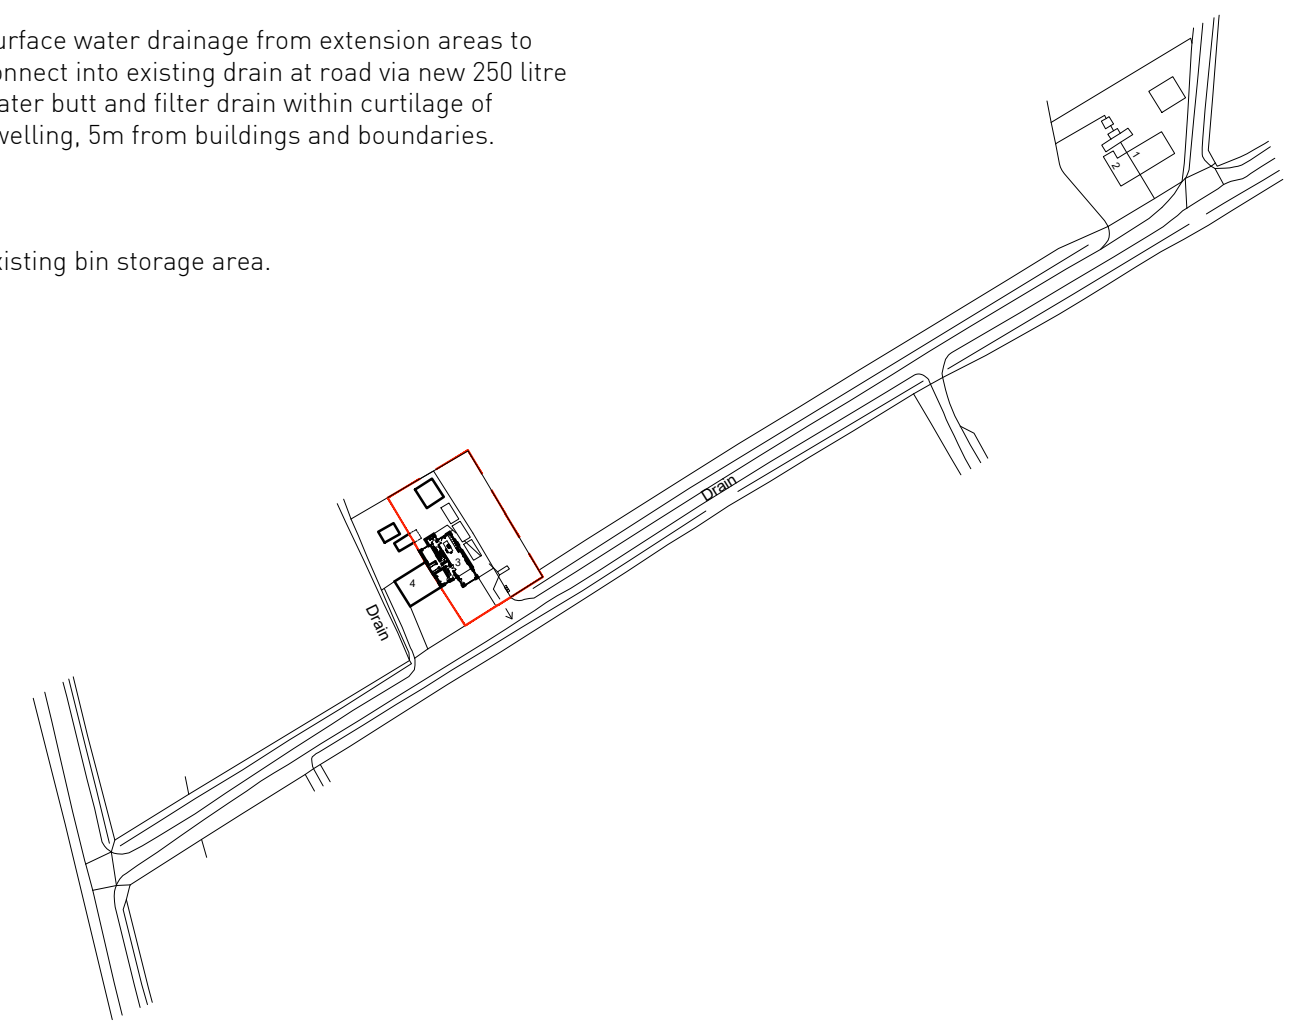 urface water drainage from extension areas to
onnect into existing drain at road via new 250 litre
ater butt and filter drain within curtilage of
welling, 5m from buildings and boundaries.
xisting bin storage area.
1
2
Drain
3
4
Drain